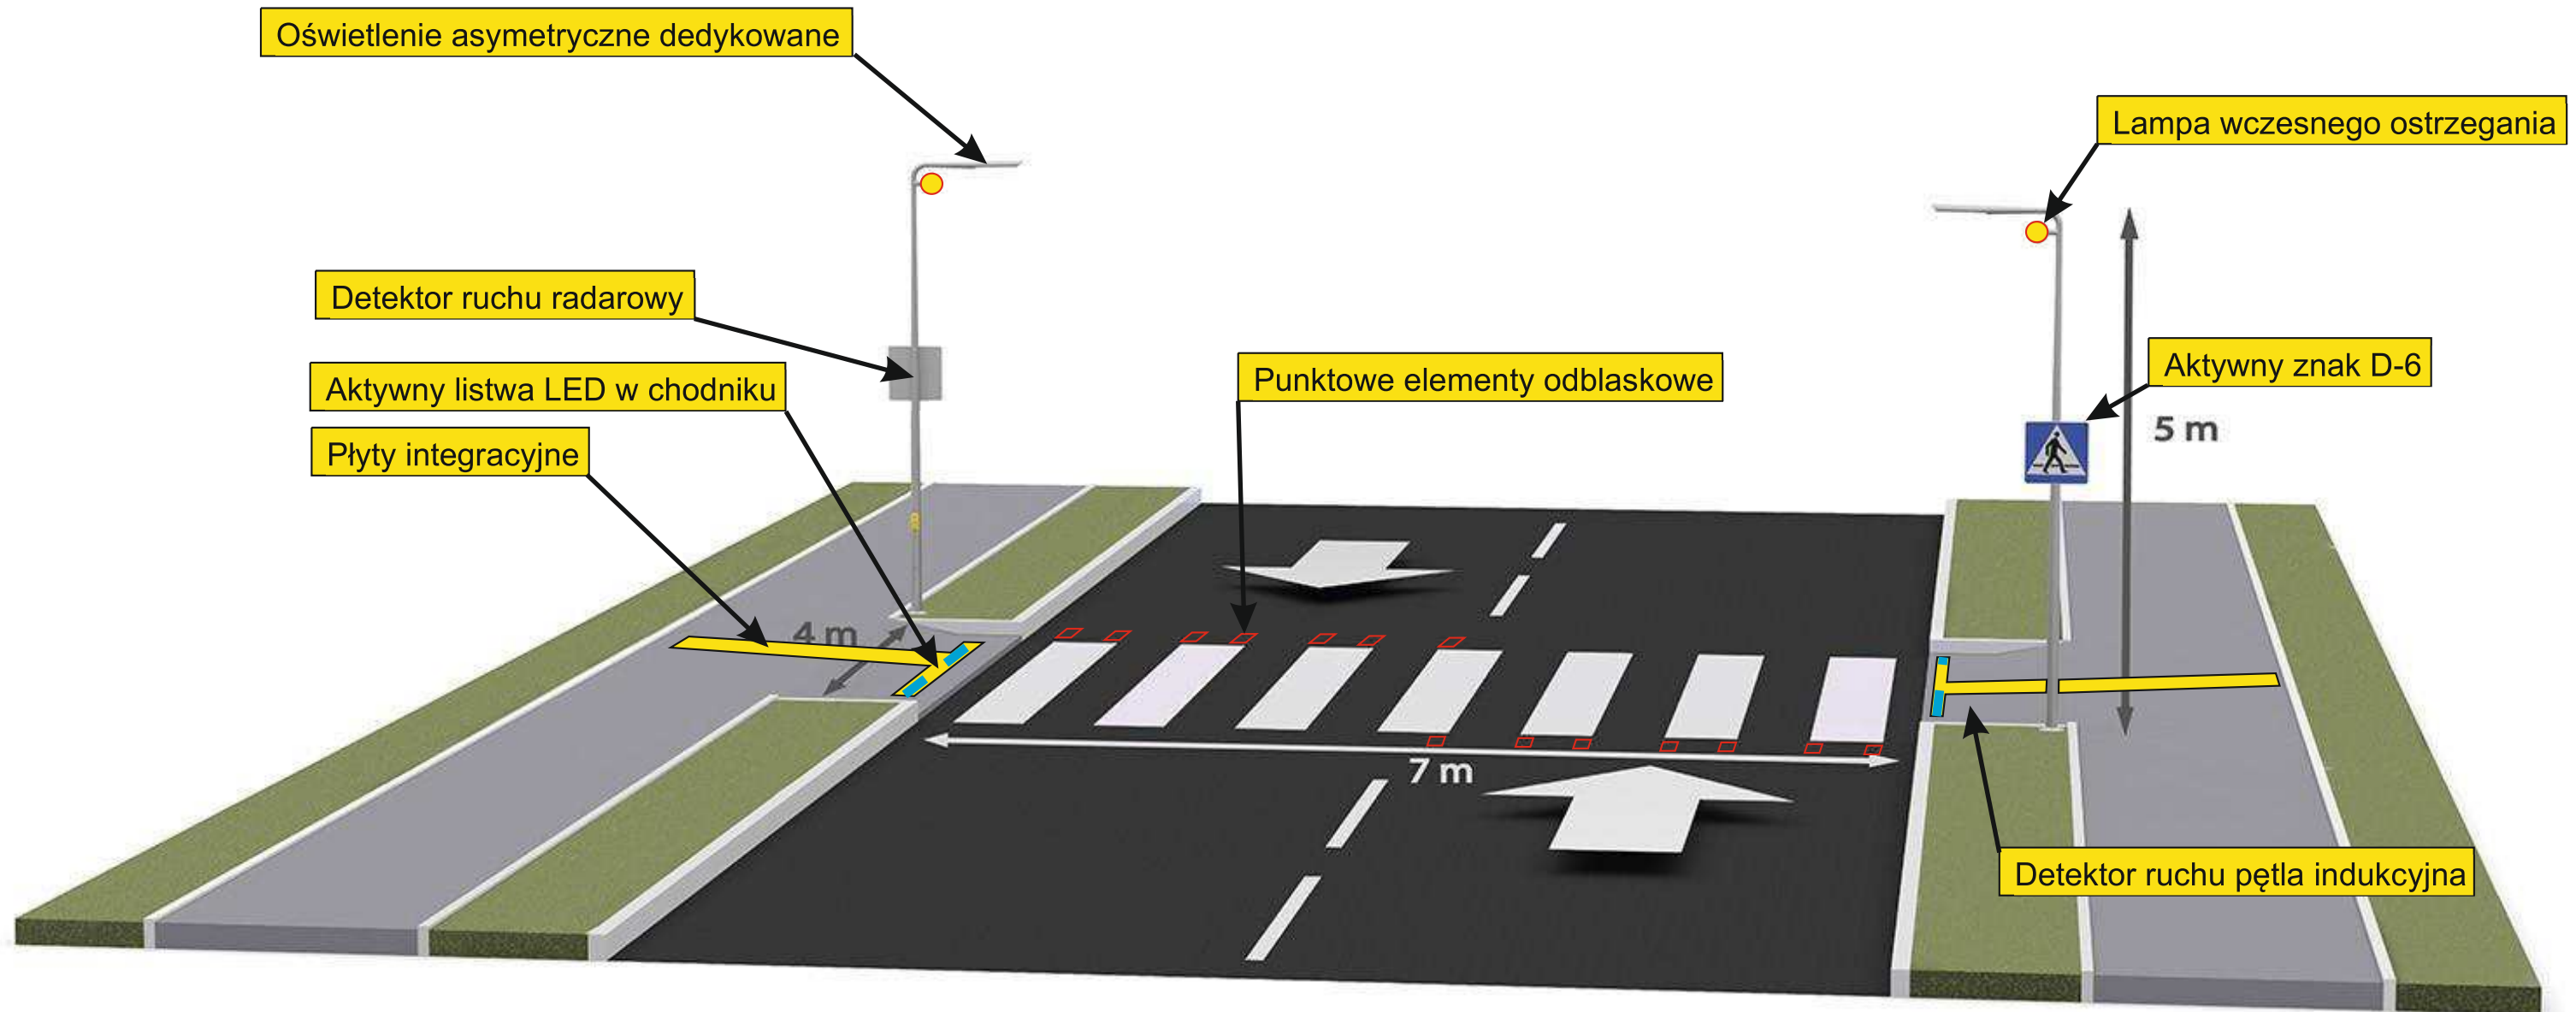 Oświetlenie asymetryczne dedykowane
Lampa wczesnego ostrzegania
Detektor ruchu radarowy
Aktywny znak D-6
Punktowe elementy odblaskowe
Aktywny listwa LED w chodniku
5 m
Płyty integracyjne
4 m
7 m
Detektor ruchu pętla indukcyjna